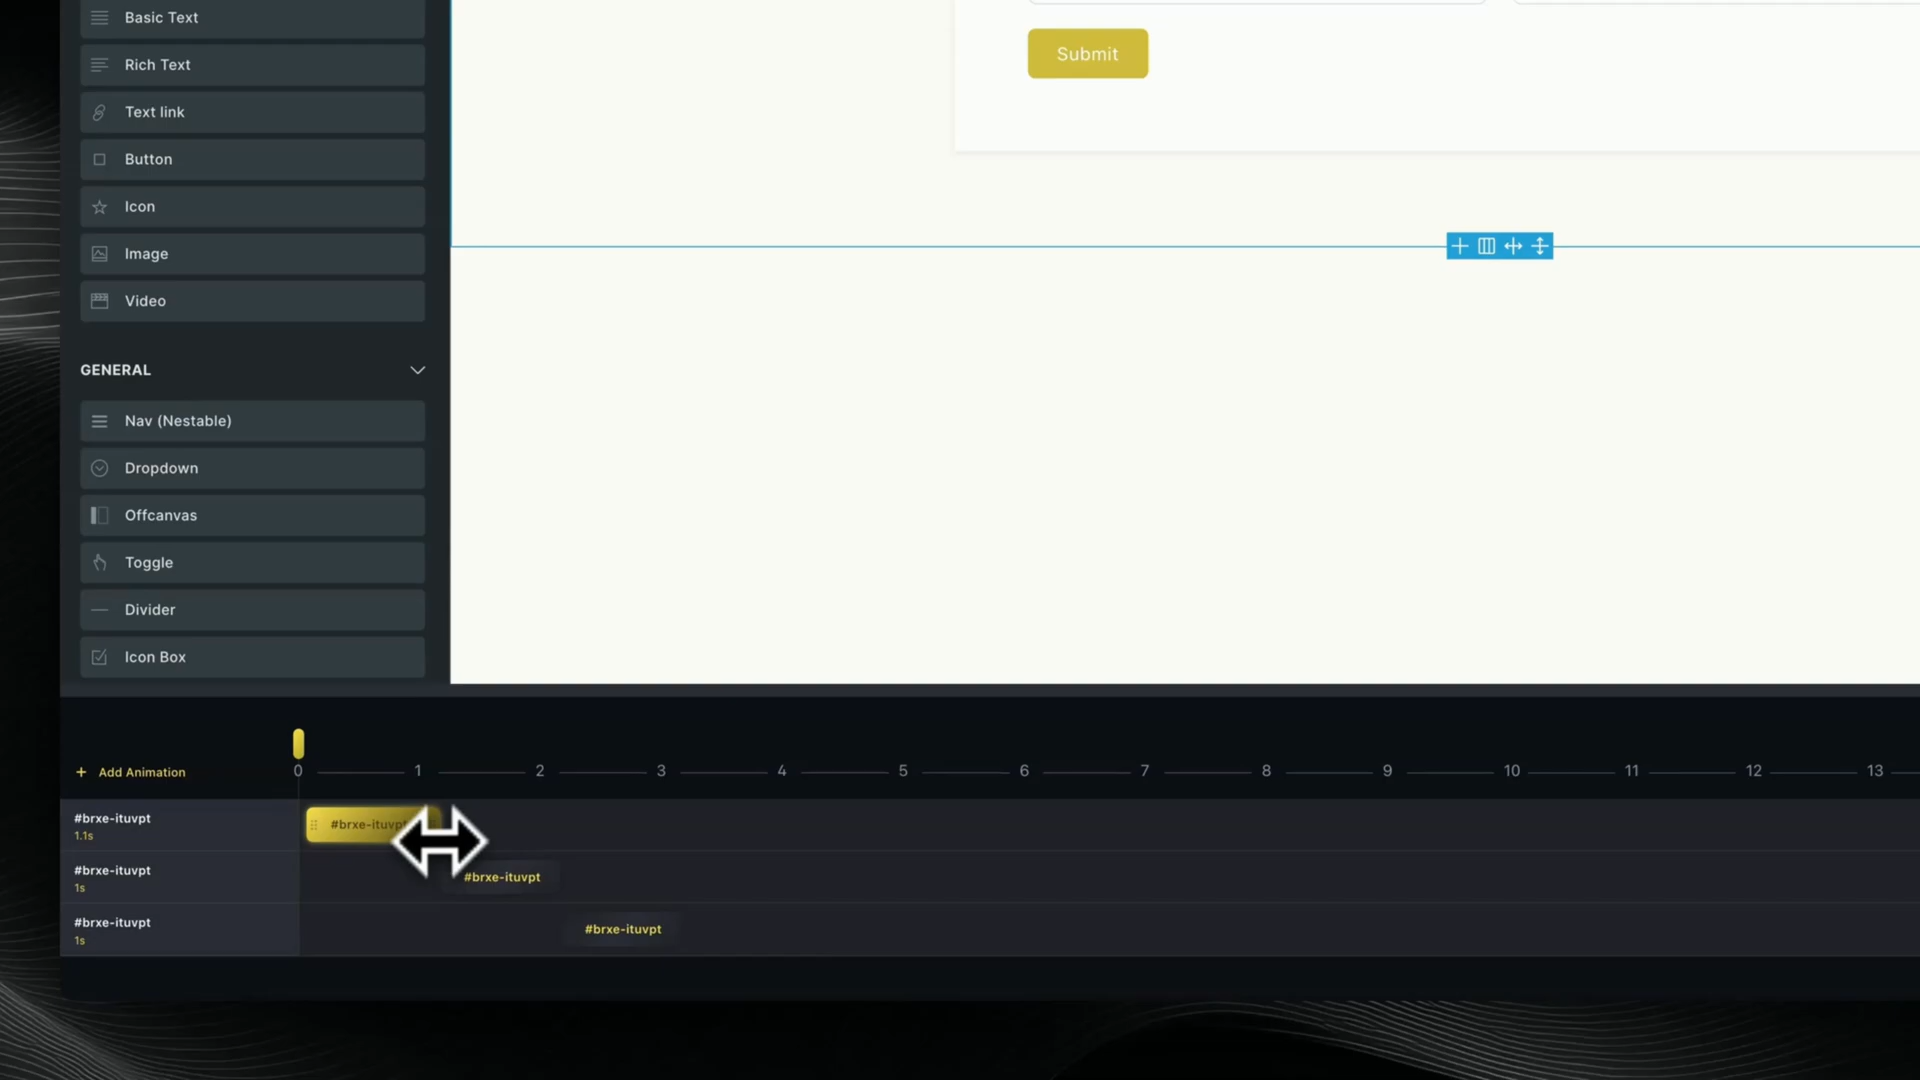 Basic Text
Rich Text
Text link
Button
Icon
Image
Video
GENERAL
Nav (Nestable)
Dropdown
Offcanvas
Toggle
Divider
Icon Box
Submit
+ Add Animation
0 1 2 3 4 5 6 7 8 9 10 11 12 13
#brxe-ituvpt
1.1s
#brxe-ituvpt
#brxe-ituvpt
1s
#brxe-ituvpt
#brxe-ituvpt
1s
#brxe-ituvpt